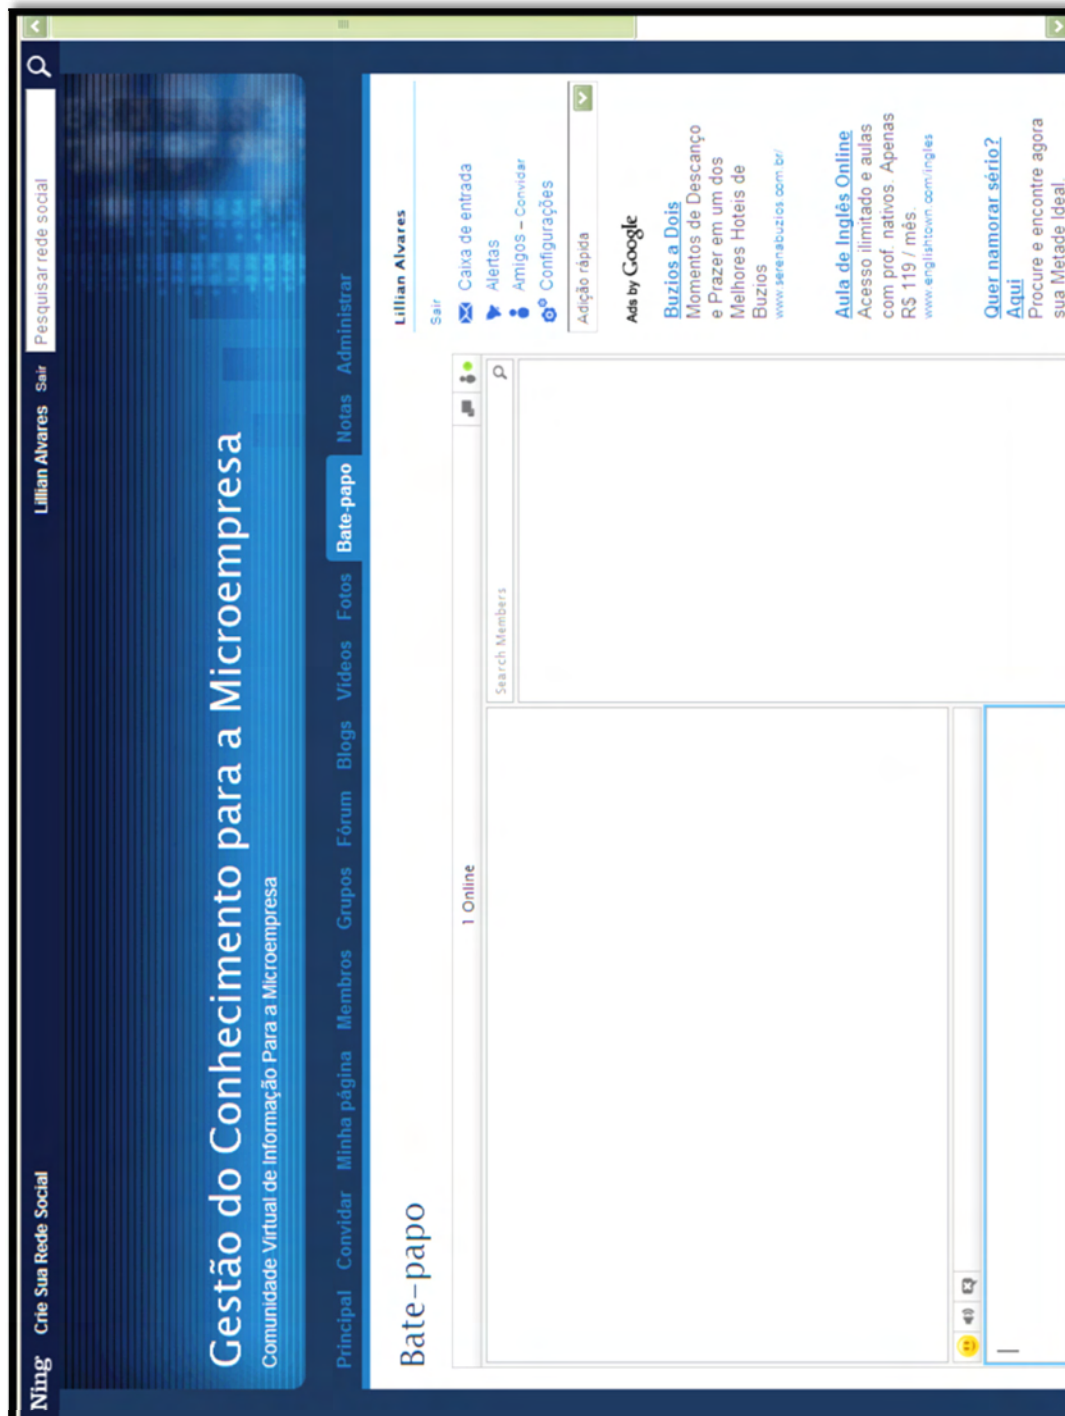 Ning Crie Sua Rede Social Lillian Alvares Sair Pesquisar rede social
Gestão do Conhecimento para a Microempresa
Comunidade Virtual de Informação Para a Microempresa
Principal Convidar Minha página Membros Grupos Fórum Blogs Vídeos Fotos Bate-papo Notas Administrar
Bate-papo
1 Online
Search Members
Lillian Alvares
Sair
Caixa de entrada
Alertas
Amigos – Convidar
Configurações
Adição rápida
Ads by Google
Buzios a Dois
Momentos de Descanço
e Prazer em um dos
Melhores Hoteis de
Buzios
www.serenabuzios.com.br/
Aula de Inglês Online
Acesso ilimitado e aulas
com prof. nativos. Apenas
R$ 119 / mês.
www.englishtown.com/ingles
Quer namorar sério?
Aqui
Procure e encontre agora
sua Metade Ideal.